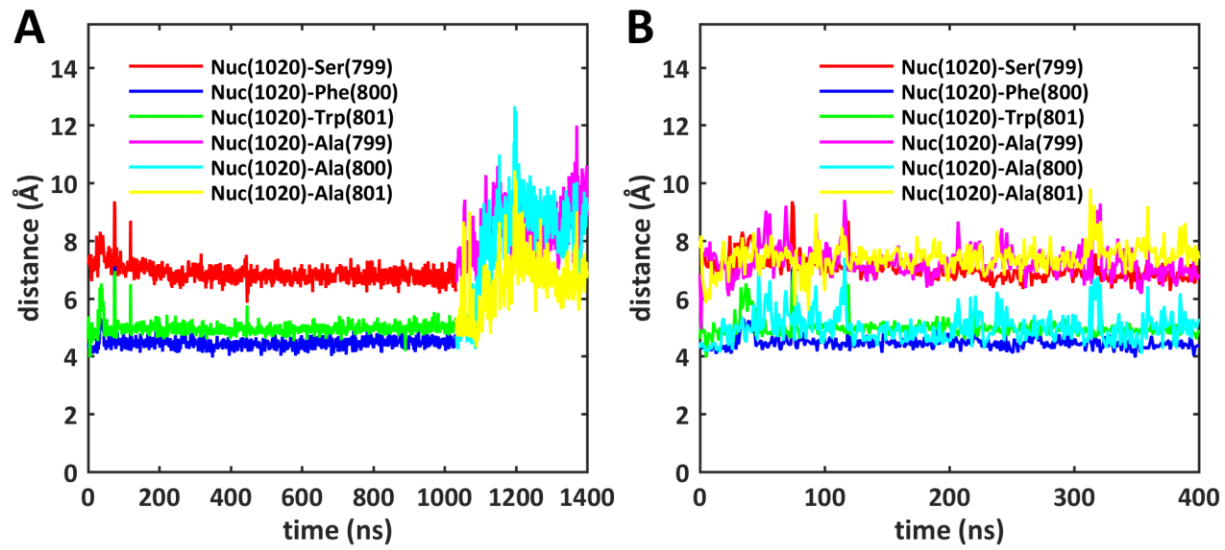 A
distance (Å)
14
12
10
8
6
4
2
0
Nuc(1020)-Ser(799)
Nuc(1020)-Phe(800)
Nuc(1020)-Trp(801)
Nuc(1020)-Ala(799)
Nuc(1020)-Ala(800)
Nuc(1020)-Ala(801)
0 200 400 600 800 1000 1200 1400
time (ns)
B
distance (Å)
14
12
10
8
6
4
2
0
Nuc(1020)-Ser(799)
Nuc(1020)-Phe(800)
Nuc(1020)-Trp(801)
Nuc(1020)-Ala(799)
Nuc(1020)-Ala(800)
Nuc(1020)-Ala(801)
0 100 200 300 400
time (ns)